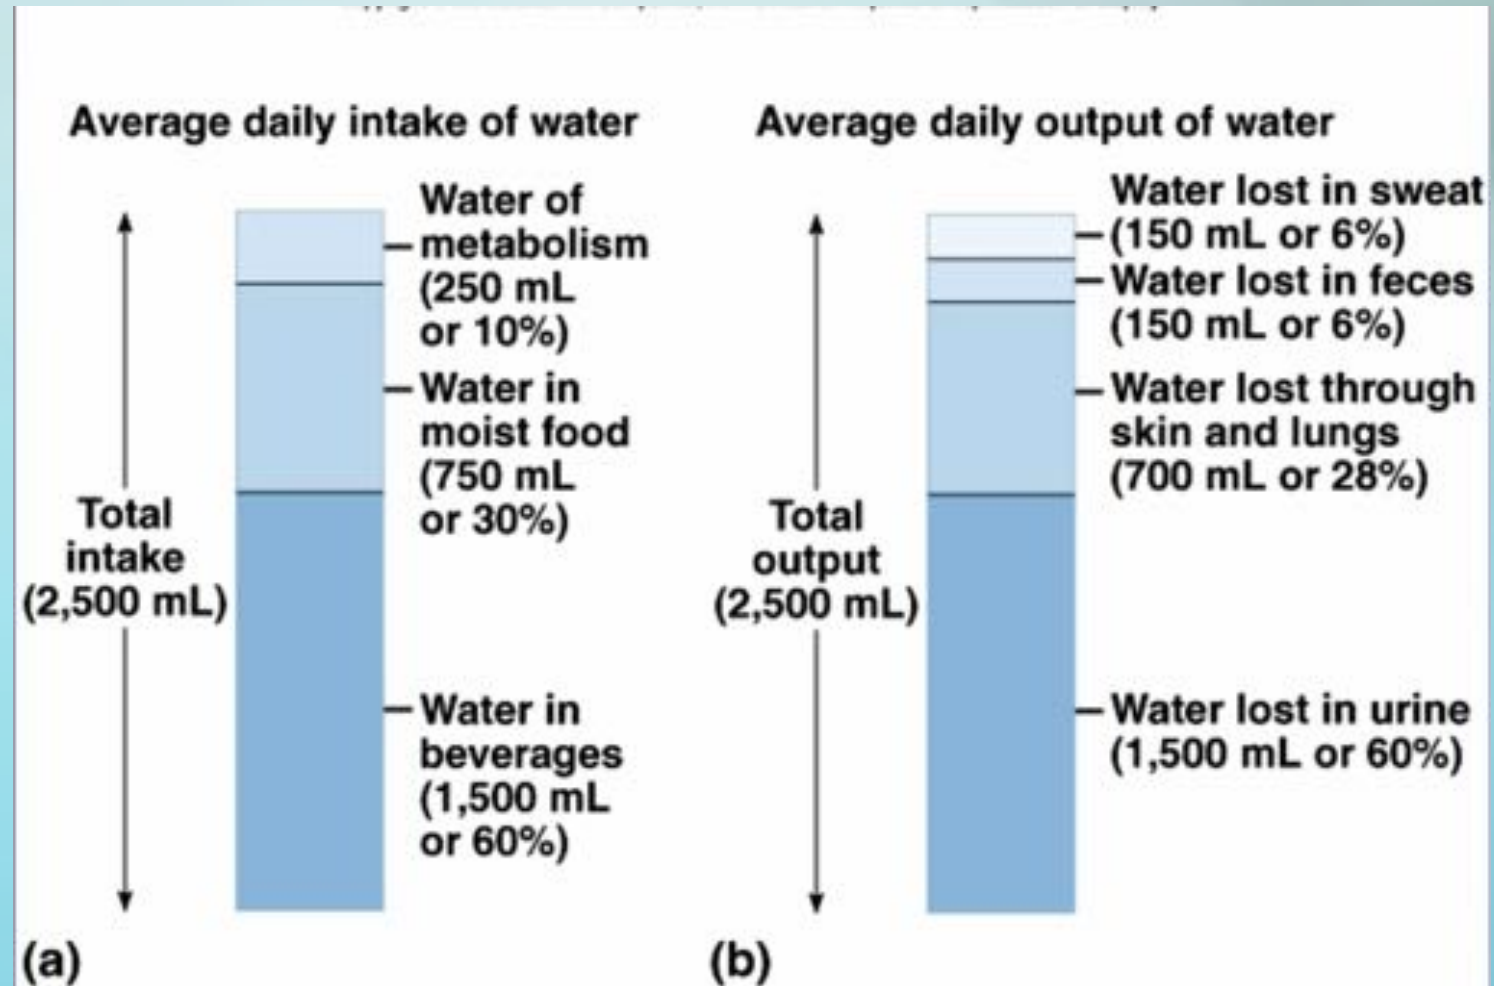 Average daily intake of water
Water of
metabolism
(250 mL
or 10%)
Water in
moist food
(750 mL
or 30%)
Total
intake
(2,500 mL)
Water in
beverages
(1,500 mL
or 60%)
(a)
Average daily output of water
Water lost in sweat
(150 mL or 6%)
Water lost in feces
(150 mL or 6%)
Water lost through
skin and lungs
(700 mL or 28%)
Total
output
(2,500 mL)
Water lost in urine
(1,500 mL or 60%)
(b)